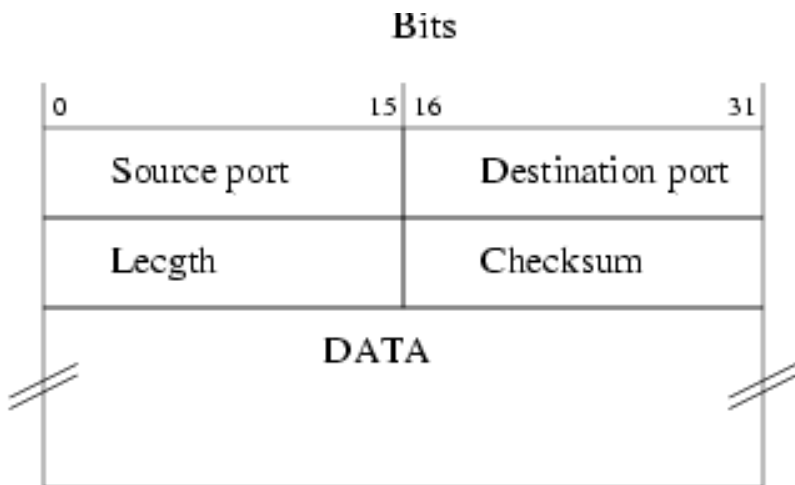 Bits
0 15 16 31
Source port Destination port
Lecgth Checksum
DATA